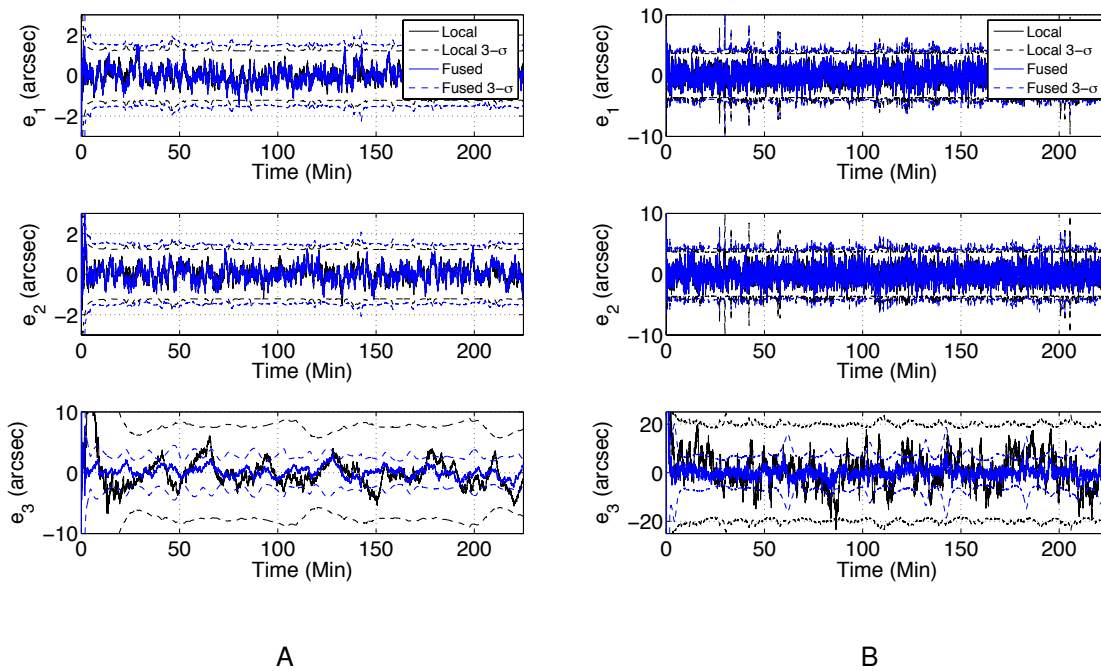 e1 (arcsec)
2
0
−2
0 50 100 150 200
Time (Min)
Local
Local 3−σ
Fused
Fused 3−σ
e2 (arcsec)
2
0
−2
0 50 100 150 200
Time (Min)
e3 (arcsec)
10
0
−10
0 50 100 150 200
Time (Min)
A
e1 (arcsec)
10
0
−10
0 50 100 150 200
Time (Min)
Local
Local 3−σ
Fused
Fused 3−σ
e2 (arcsec)
10
0
−10
0 50 100 150 200
Time (Min)
e3 (arcsec)
20
0
−20
0 50 100 150 200
Time (Min)
B